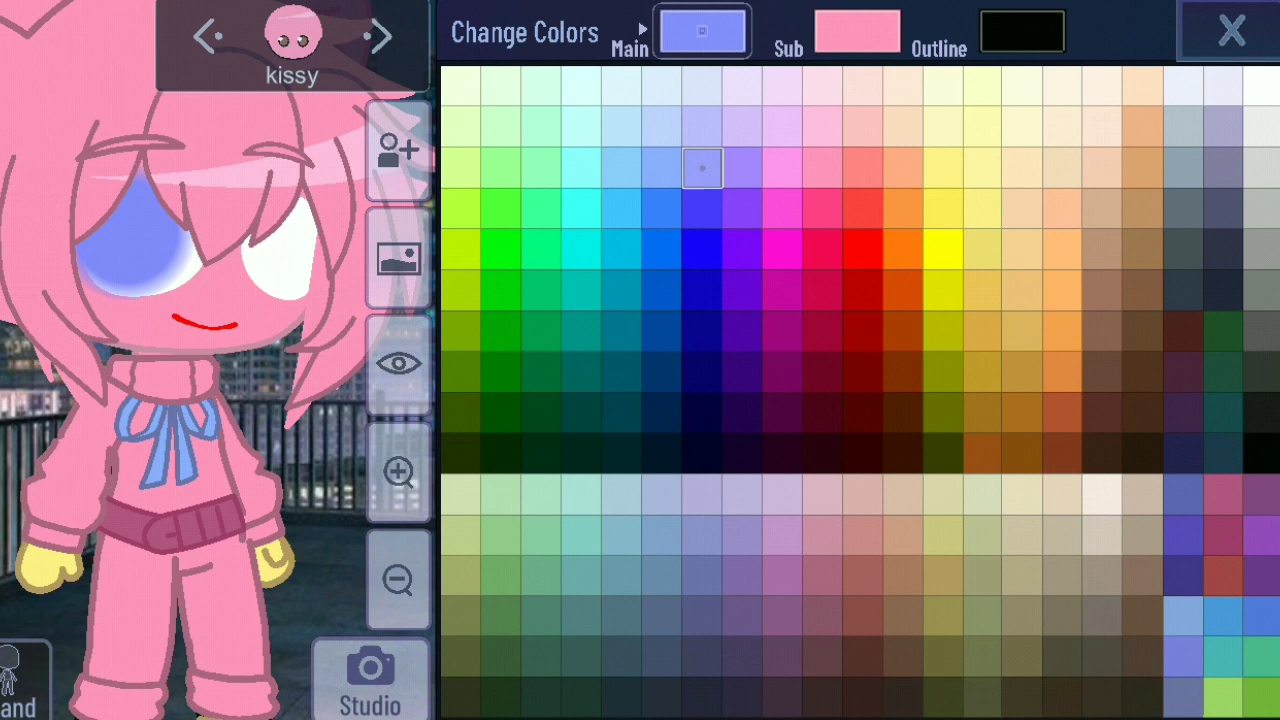 kissy
Change Colors
Main
Sub
Outline
X
Studio
and